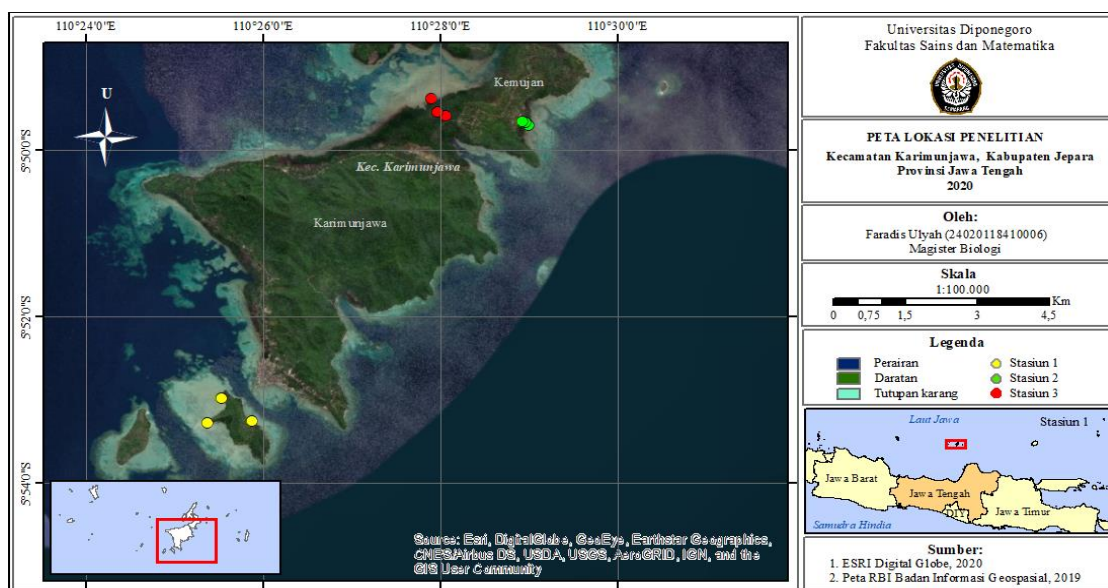 110°24'0"E
110°26'0"E
110°28'0"E
110°30'0"E
U
5°50'0"S
5°52'0"S
5°54'0"S
Kemujan
Kec. Karimunjawa
Karimunjawa
Source: Esri, DigitalGlobe, GeoEye, Earthstar Geographics,
CNES/Airbus DS, USDA, USGS, AeroGRID, IGN, and the
GIS User Community
Universitas Diponegoro
Fakultas Sains dan Matematika
PETA LOKASI PENELITIAN
Kecamatan Karimunjawa, Kabupaten Jepara
Provinsi Jawa Tengah
2020
Oleh:
Faradis Ulyah (24020118410006)
Magister Biologi
Skala
1:100.000
Km
0 0,75 1,5 3 4,5
Legenda
Perairan
Daratan
Tutupan karang
Stasiun 1
Stasiun 2
Stasiun 3
Laut Jawa
Stasiun 1
Jawa Barat
Jawa Tengah
DIY
Jawa Timur
Samudra Hindia
Sumber:
1. ESRI Digital Globe, 2020
2. Peta RBI Badan Informasi Geospasial, 2019